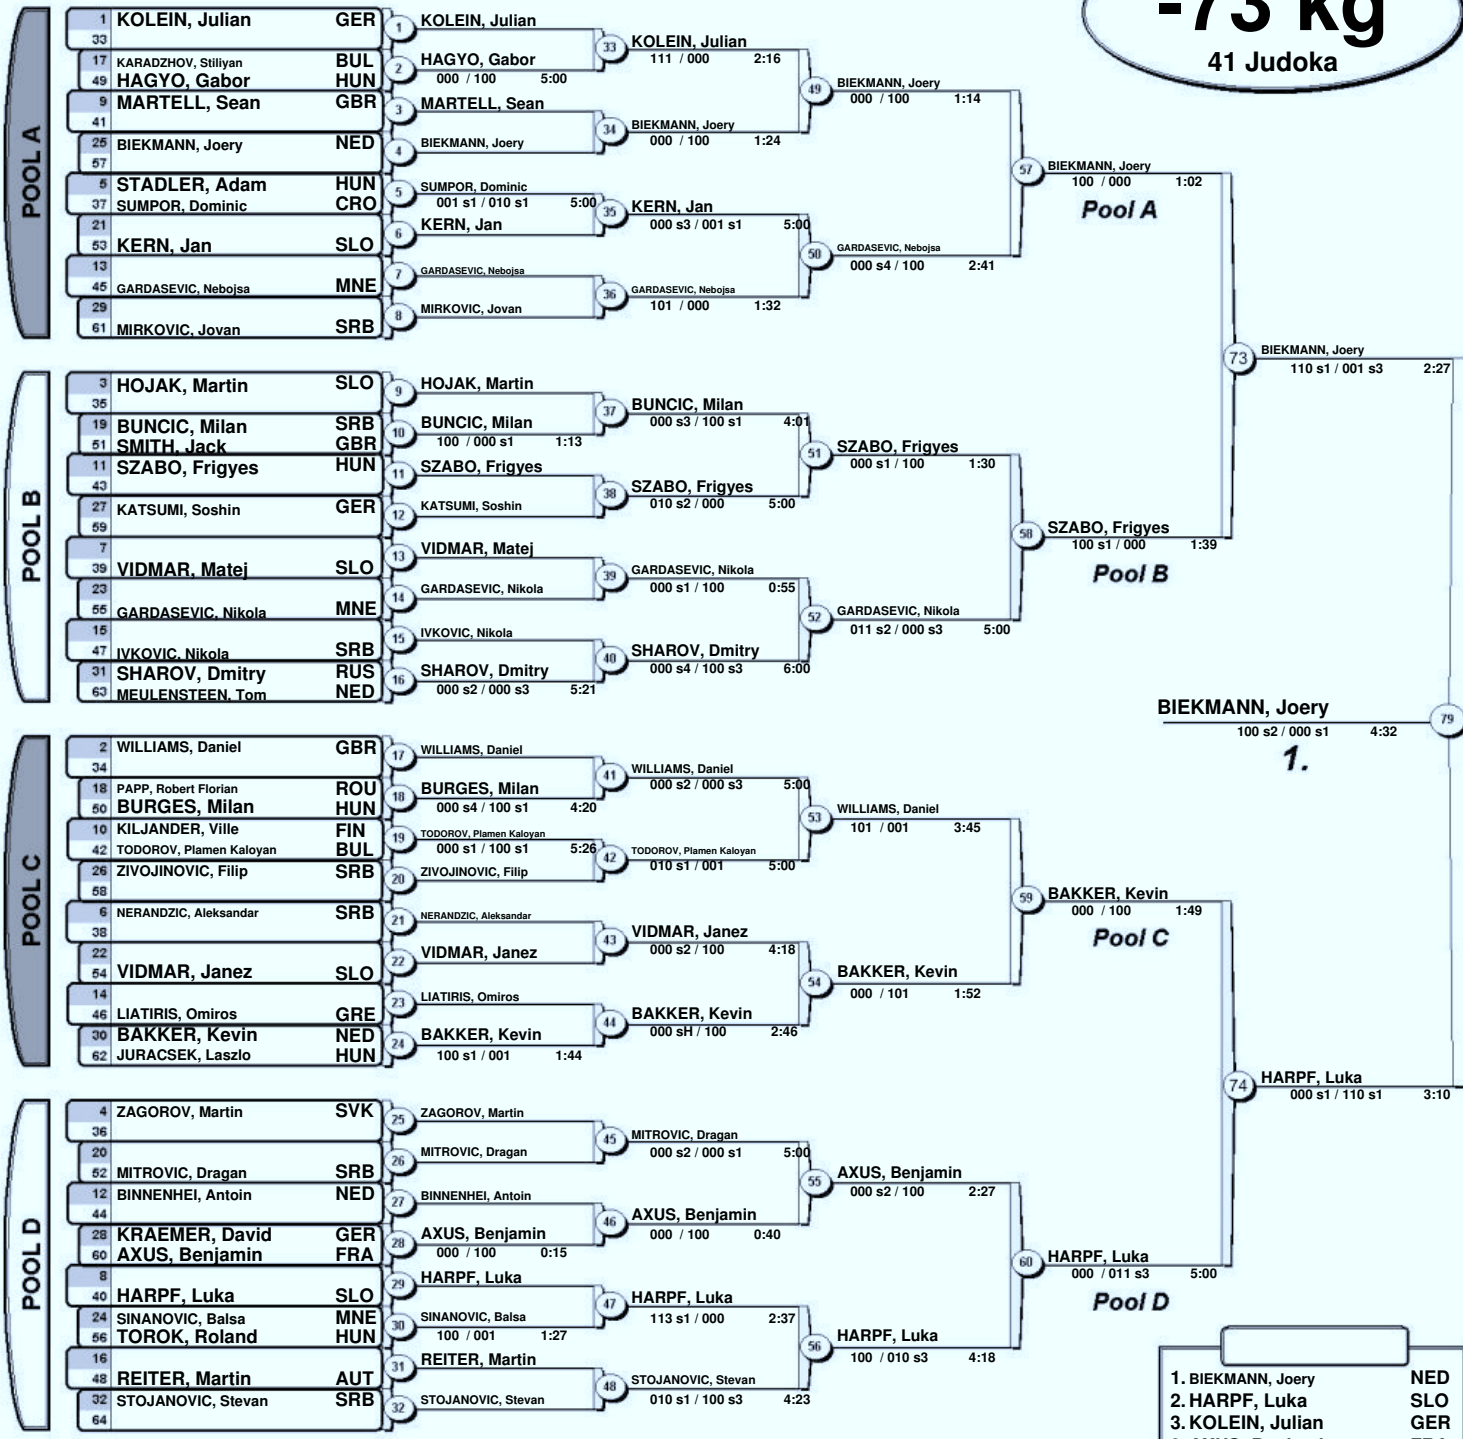 -73 kg
41 Judoka
POOL A
1 KOLEIN, Julian GER
33
17 KARADZHOV, Stiliyan BUL
49 HAGYO, Gabor HUN
9 MARTELL, Sean GBR
41
25 BIEKMANN, Joery NED
57
5 STADLER, Adam HUN
37 SUMPOR, Dominic CRO
21
53 KERN, Jan SLO
13
45 GARDASEVIC, Nebojsa MNE
29
61 MIRKOVIC, Jovan SRB
1 KOLEIN, Julian
2 HAGYO, Gabor
000 / 100 5:00
3 MARTELL, Sean
4 BIEKMANN, Joery
5 SUMPOR, Dominic
001 s1 / 010 s1 5:00
6 KERN, Jan
7 GARDASEVIC, Nebojsa
8 MIRKOVIC, Jovan
33 KOLEIN, Julian
111 / 000 2:16
34 BIEKMANN, Joery
000 / 100 1:24
35 KERN, Jan
000 s3 / 001 s1 5:00
36 GARDASEVIC, Nebojsa
101 / 000 1:32
49 BIEKMANN, Joery
000 / 100 1:14
50 GARDASEVIC, Nebojsa
000 s4 / 100 2:41
57 BIEKMANN, Joery
100 / 000 1:02
Pool A
POOL B
3 HOJAK, Martin SLO
35
19 BUNCIC, Milan SRB
51 SMITH, Jack GBR
11 SZABO, Frigyes HUN
43
27 KATSUMI, Soshin GER
59
7
39 VIDMAR, Matej SLO
23
55 GARDASEVIC, Nikola MNE
15
47 IVKOVIC, Nikola SRB
31 SHAROV, Dmitry RUS
63 MEULENSTEEN, Tom NED
9 HOJAK, Martin
10 BUNCIC, Milan
100 / 000 s1 1:13
11 SZABO, Frigyes
12 KATSUMI, Soshin
13 VIDMAR, Matej
14 GARDASEVIC, Nikola
15 IVKOVIC, Nikola
16 SHAROV, Dmitry
000 s2 / 000 s3 5:21
37 BUNCIC, Milan
000 s3 / 100 s1 4:01
38 SZABO, Frigyes
010 s2 / 000 5:00
39 GARDASEVIC, Nikola
000 s1 / 100 0:55
40 SHAROV, Dmitry
000 s4 / 100 s3 6:00
51 SZABO, Frigyes
000 s1 / 100 1:30
52 GARDASEVIC, Nikola
011 s2 / 000 s3 5:00
58 SZABO, Frigyes
100 s1 / 000 1:39
Pool B
73 BIEKMANN, Joery
110 s1 / 001 s3 2:27
BIEKMANN, Joery 79
100 s2 / 000 s1 4:32
1.
POOL C
2 WILLIAMS, Daniel GBR
34
18 PAPP, Robert Florian ROU
50 BURGES, Milan HUN
10 KILJANDER, Ville FIN
42 TODOROV, Plamen Kaloyan BUL
26 ZIVOJINOVIC, Filip SRB
58
6 NERANDZIC, Aleksandar SRB
38
22
54 VIDMAR, Janez SLO
14
46 LIATIRIS, Omiros GRE
30 BAKKER, Kevin NED
62 JURACSEK, Laszlo HUN
17 WILLIAMS, Daniel
18 BURGES, Milan
000 s4 / 100 s1 4:20
19 TODOROV, Plamen Kaloyan
000 s1 / 100 s1 5:26
20 ZIVOJINOVIC, Filip
21 NERANDZIC, Aleksandar
22 VIDMAR, Janez
23 LIATIRIS, Omiros
24 BAKKER, Kevin
100 s1 / 001 1:44
41 WILLIAMS, Daniel
000 s2 / 000 s3 5:00
42 TODOROV, Plamen Kaloyan
010 s1 / 001 5:00
43 VIDMAR, Janez
000 s2 / 100 4:18
44 BAKKER, Kevin
000 sH / 100 2:46
53 WILLIAMS, Daniel
101 / 001 3:45
54 BAKKER, Kevin
000 / 101 1:52
59 BAKKER, Kevin
000 / 100 1:49
Pool C
POOL D
4 ZAGOROV, Martin SVK
36
20
52 MITROVIC, Dragan SRB
12 BINNENHEI, Antoin NED
44
28 KRAEMER, David GER
60 AXUS, Benjamin FRA
8
40 HARPF, Luka SLO
24 SINANOVIC, Balsa MNE
56 TOROK, Roland HUN
16
48 REITER, Martin AUT
32 STOJANOVIC, Stevan SRB
64
25 ZAGOROV, Martin
26 MITROVIC, Dragan
27 BINNENHEI, Antoin
28 AXUS, Benjamin
000 / 100 0:15
29 HARPF, Luka
30 SINANOVIC, Balsa
100 / 001 1:27
31 REITER, Martin
32 STOJANOVIC, Stevan
45 MITROVIC, Dragan
000 s2 / 000 s1 5:00
46 AXUS, Benjamin
000 / 100 0:40
47 HARPF, Luka
113 s1 / 000 2:37
48 STOJANOVIC, Stevan
010 s1 / 100 s3 4:23
55 AXUS, Benjamin
000 s2 / 100 2:27
56 HARPF, Luka
100 / 010 s3 4:18
60 HARPF, Luka
000 / 011 s3 5:00
Pool D
74 HARPF, Luka
000 s1 / 110 s1 3:10
1. BIEKMANN, Joery NED
2. HARPF, Luka SLO
3. KOLEIN, Julian GER